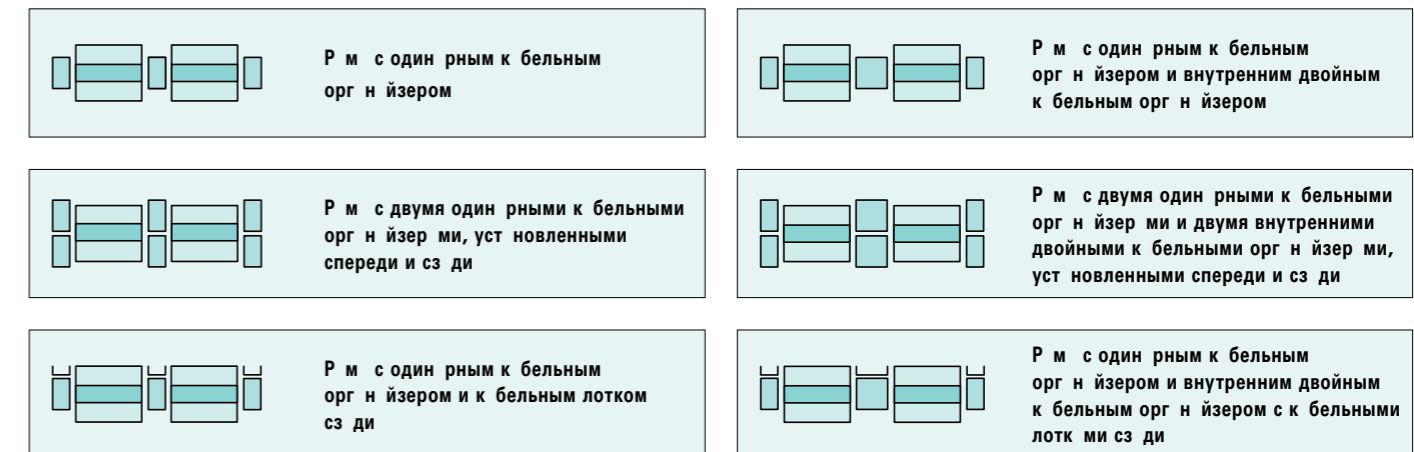 Р м с один рным к бельным
орг н йзером
Р м с один рным к бельным
орг н йзером и внутренним двойным
к бельным орг н йзером
Р м с двумя один рными к бельными
орг н йзер ми, уст новленными
спереди и сз ди
Р м с двумя один рными к бельными
орг н йзер ми и двумя внутренними
двойными к бельными орг н йзер ми,
уст новленными спереди и сз ди
Р м с один рным к бельным
орг н йзером и к бельным лотком
сз ди
Р м с один рным к бельным
орг н йзером и внутренним двойным
к бельным орг н йзером с к бельными
лотк ми сз ди